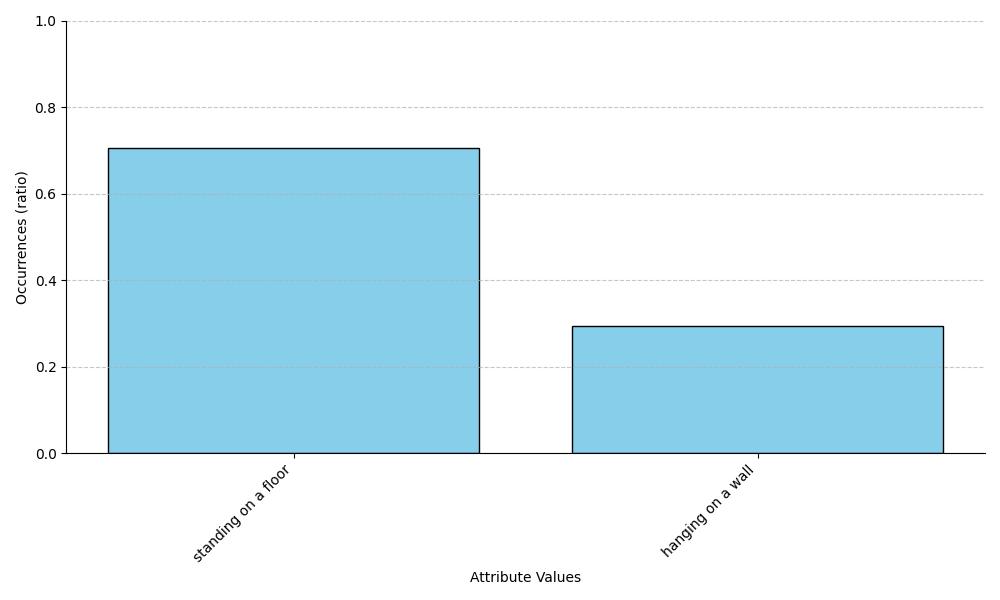 1.0
0.8
0.6
0.4
0.2
0.0
Occurrences (ratio)
standing on a floor
hanging on a wall
Attribute Values